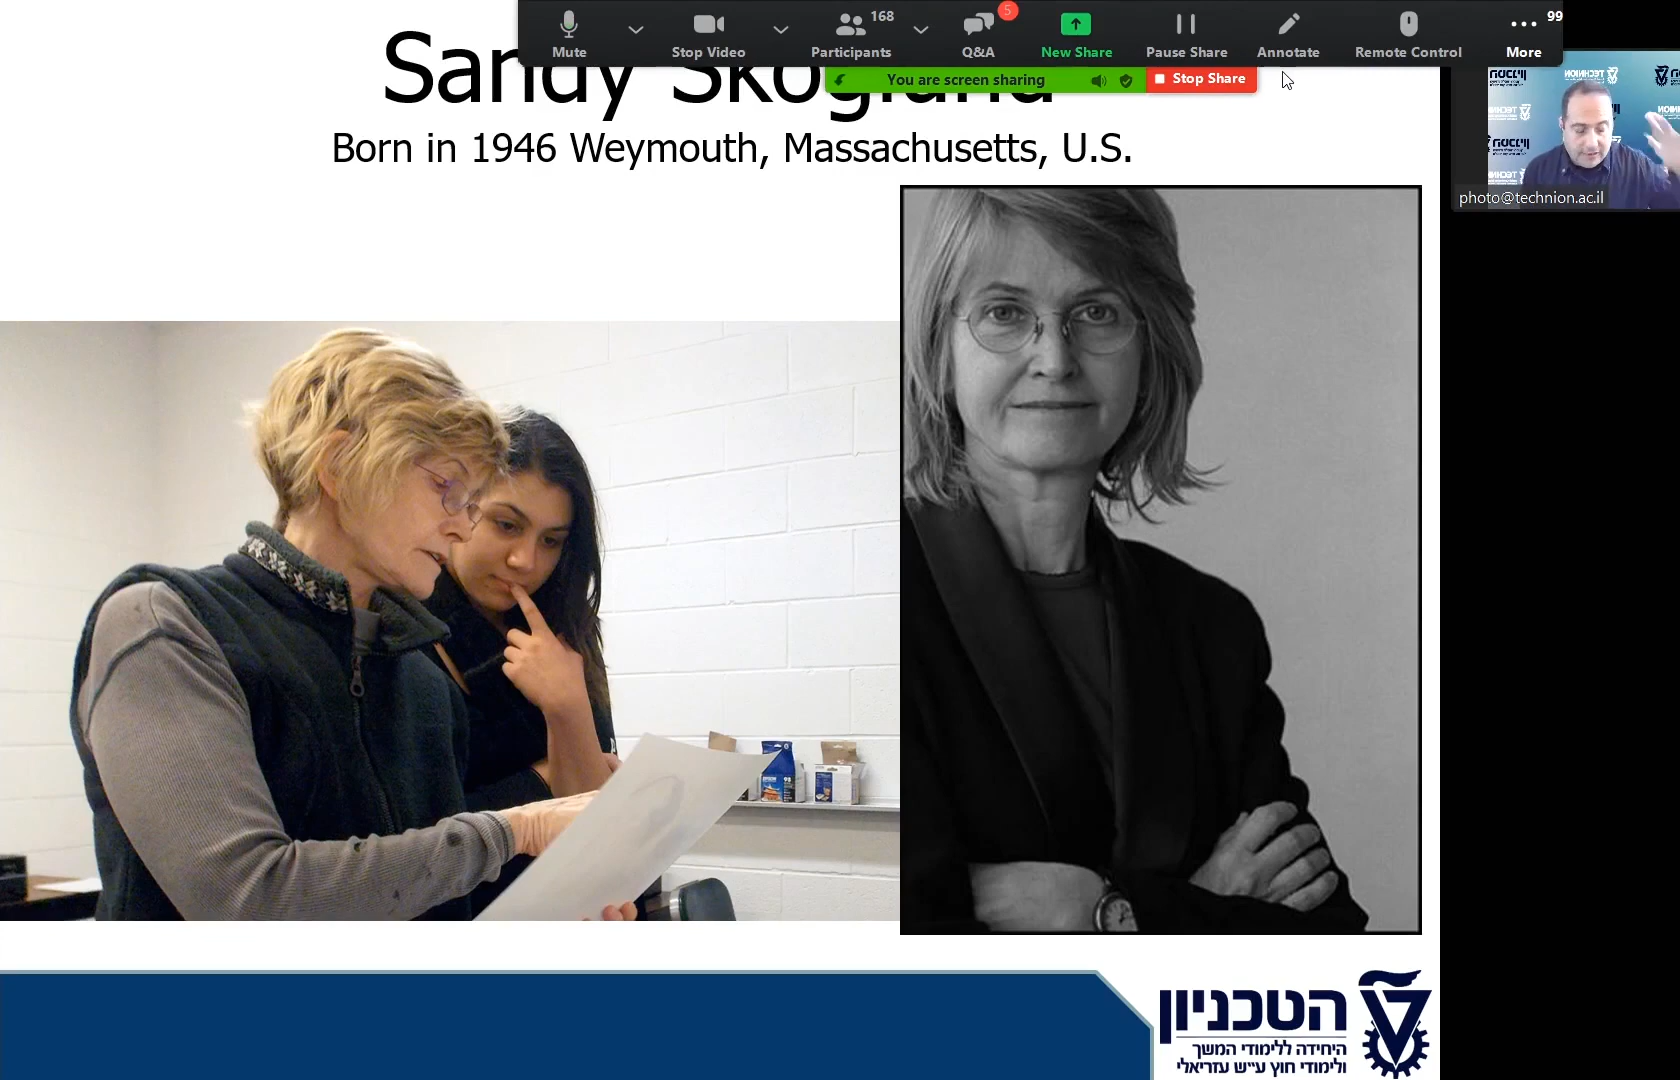 168
5
99
Mute
Stop Video
Participants
Q&A
New Share
Pause Share
Annotate
Remote Control
More
You are screen sharing
Stop Share
Sandy Skoglund
Born in 1946 Weymouth, Massachusetts, U.S.
TECHNION
photo@technion.ac.il
הטכניון
היחידה ללימודי המשך
ולימודי חוץ ע״ש עזריאלי